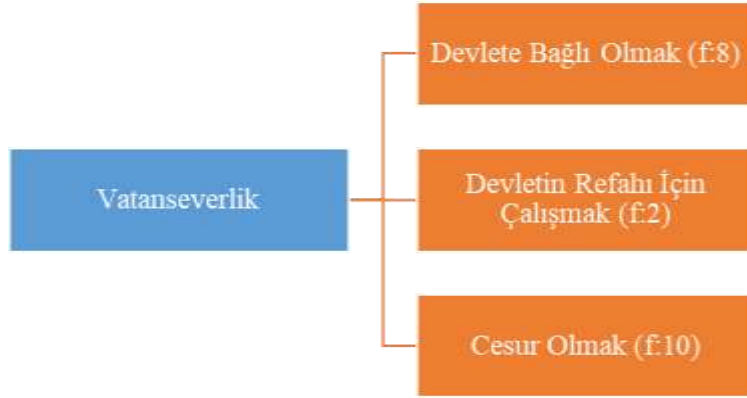 Devlete Bağlı Olmak (f:8)
Vatanseverlik
Devletin Refahı İçin
Çalışmak (f:2)
Cesur Olmak (f:10)